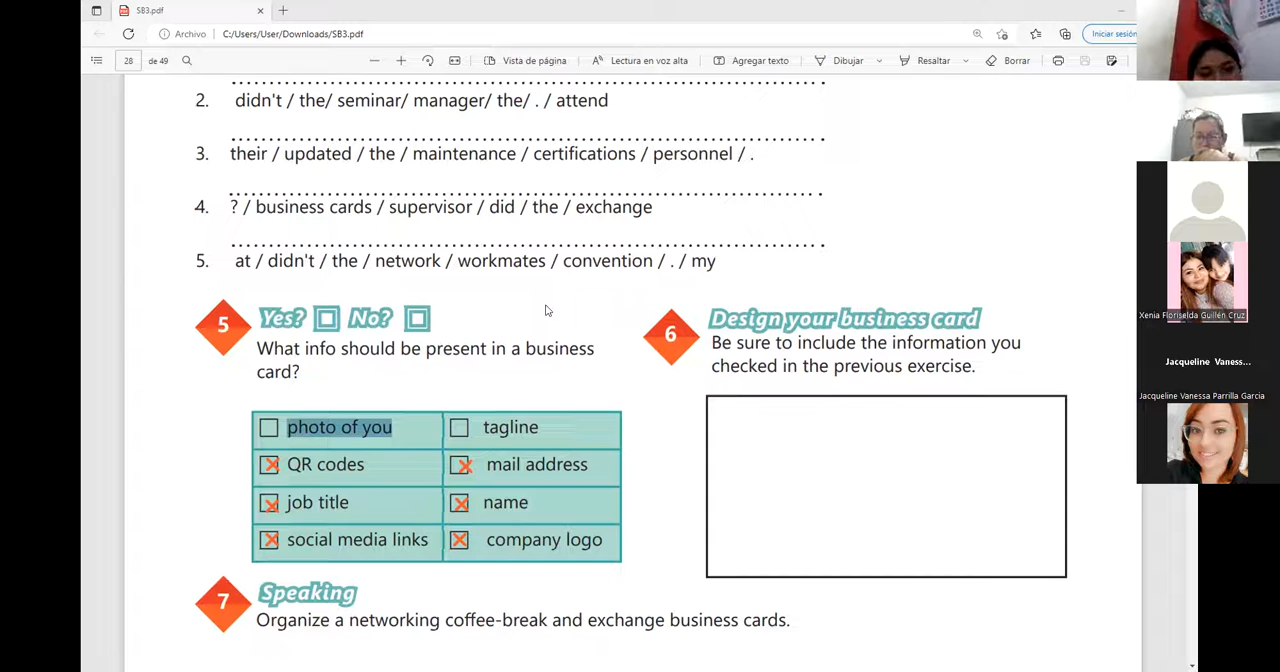 SB3.pdf
Archivo C:/Users/User/Downloads/SB3.pdf
Iniciar sesión
28 de 49
Vista de página
Lectura en voz alta
Agregar texto
Dibujar
Resaltar
Borrar
2. didn't / the/ seminar/ manager/ the/ . / attend
3. their / updated / the / maintenance / certifications / personnel / .
4. ? / business cards / supervisor / did / the / exchange
5. at / didn't / the / network / workmates / convention / . / my
5 Yes? No?
What info should be present in a business
card?
photo of you
tagline
QR codes
mail address
job title
name
social media links
company logo
6 Design your business card
Be sure to include the information you
checked in the previous exercise.
7 Speaking
Organize a networking coffee-break and exchange business cards.
Xenia Floriselda Guillén Cruz
Jacqueline Vaness...
Jacqueline Vanessa Parrilla Garcia